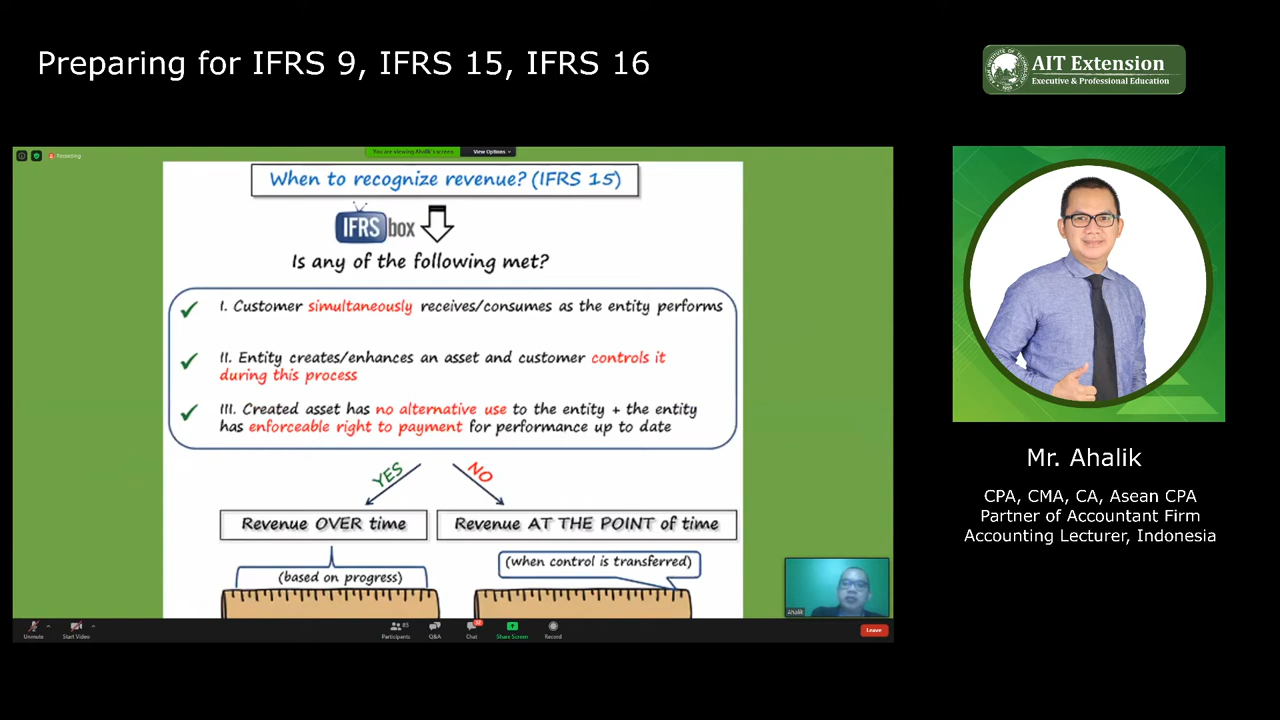 Preparing for IFRS 9, IFRS 15, IFRS 16
AIT Extension
Executive & Professional Education
You are viewing Ahalik's screen
View Options
When to recognize revenue? (IFRS 15)
IFRS box
Is any of the following met?
I. Customer simultaneously receives/consumes as the entity performs
II. Entity creates/enhances an asset and customer controls it
during this process
III. Created asset has no alternative use to the entity + the entity
has enforceable right to payment for performance up to date
YES
NO
Revenue OVER time
Revenue AT THE POINT of time
(based on progress)
(when control is transferred)
Ahalik
Unmute
Start Video
85
Participants
Q&A
Chat
Share Screen
Record
Leave
Mr. Ahalik
CPA, CMA, CA, Asean CPA
Partner of Accountant Firm
Accounting Lecturer, Indonesia